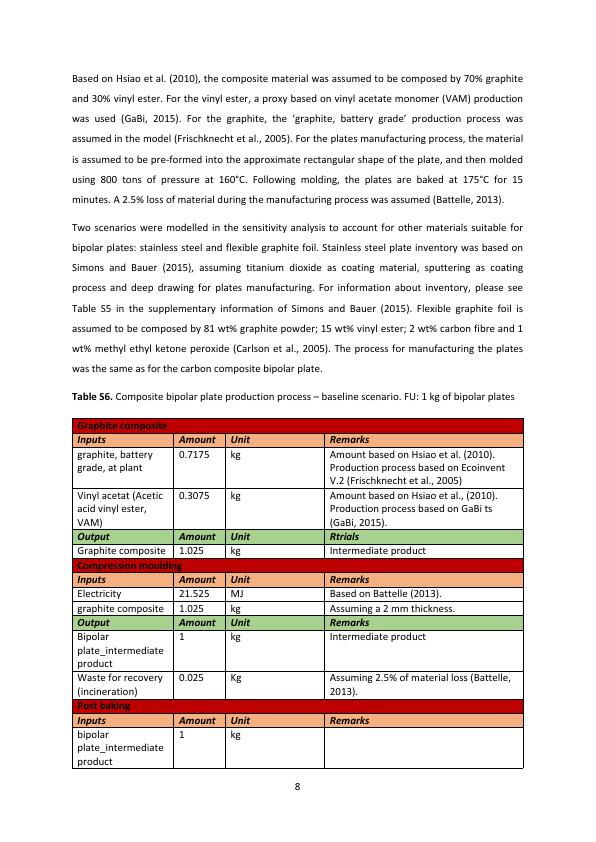 Based on Hsiao et al. (2010), the composite material was assumed to be composed by 70% graphite
and 30% vinyl ester. For the vinyl ester, a proxy based on vinyl acetate monomer (VAM) production
was used (GaBi, 2015). For the graphite, the ‘graphite, battery grade’ production process was
assumed in the model (Frischknecht et al., 2005). For the plates manufacturing process, the material
is assumed to be pre-formed into the approximate rectangular shape of the plate, and then molded
using 800 tons of pressure at 160°C. Following molding, the plates are baked at 175°C for 15
minutes. A 2.5% loss of material during the manufacturing process was assumed (Battelle, 2013).
Two scenarios were modelled in the sensitivity analysis to account for other materials suitable for
bipolar plates: stainless steel and flexible graphite foil. Stainless steel plate inventory was based on
Simons and Bauer (2015), assuming titanium dioxide as coating material, sputtering as coating
process and deep drawing for plates manufacturing. For information about inventory, please see
Table S5 in the supplementary information of Simons and Bauer (2015). Flexible graphite foil is
assumed to be composed by 81 wt% graphite powder; 15 wt% vinyl ester; 2 wt% carbon fibre and 1
wt% methyl ethyl ketone peroxide (Carlson et al., 2005). The process for manufacturing the plates
was the same as for the carbon composite bipolar plate.
Table S6. Composite bipolar plate production process – baseline scenario. FU: 1 kg of bipolar plates
Graphite composite
Inputs Amount Unit Remarks
graphite, battery 0.7175 kg Amount based on Hsiao et al. (2010).
grade, at plant Production process based on Ecoinvent
V.2 (Frischknecht et al., 2005)
Vinyl acetat (Acetic 0.3075 kg Amount based on Hsiao et al., (2010).
acid vinyl ester, Production process based on GaBi ts
VAM) (GaBi, 2015).
Output Amount Unit Rtrials
Graphite composite 1.025 kg Intermediate product
Compression moulding
Inputs Amount Unit Remarks
Electricity 21.525 MJ Based on Battelle (2013).
graphite composite 1.025 kg Assuming a 2 mm thickness.
Output Amount Unit Remarks
Bipolar 1 kg Intermediate product
plate_intermediate
product
Waste for recovery 0.025 Kg Assuming 2.5% of material loss (Battelle,
(incineration) 2013).
Post baking
Inputs Amount Unit Remarks
bipolar 1 kg
plate_intermediate
product
8